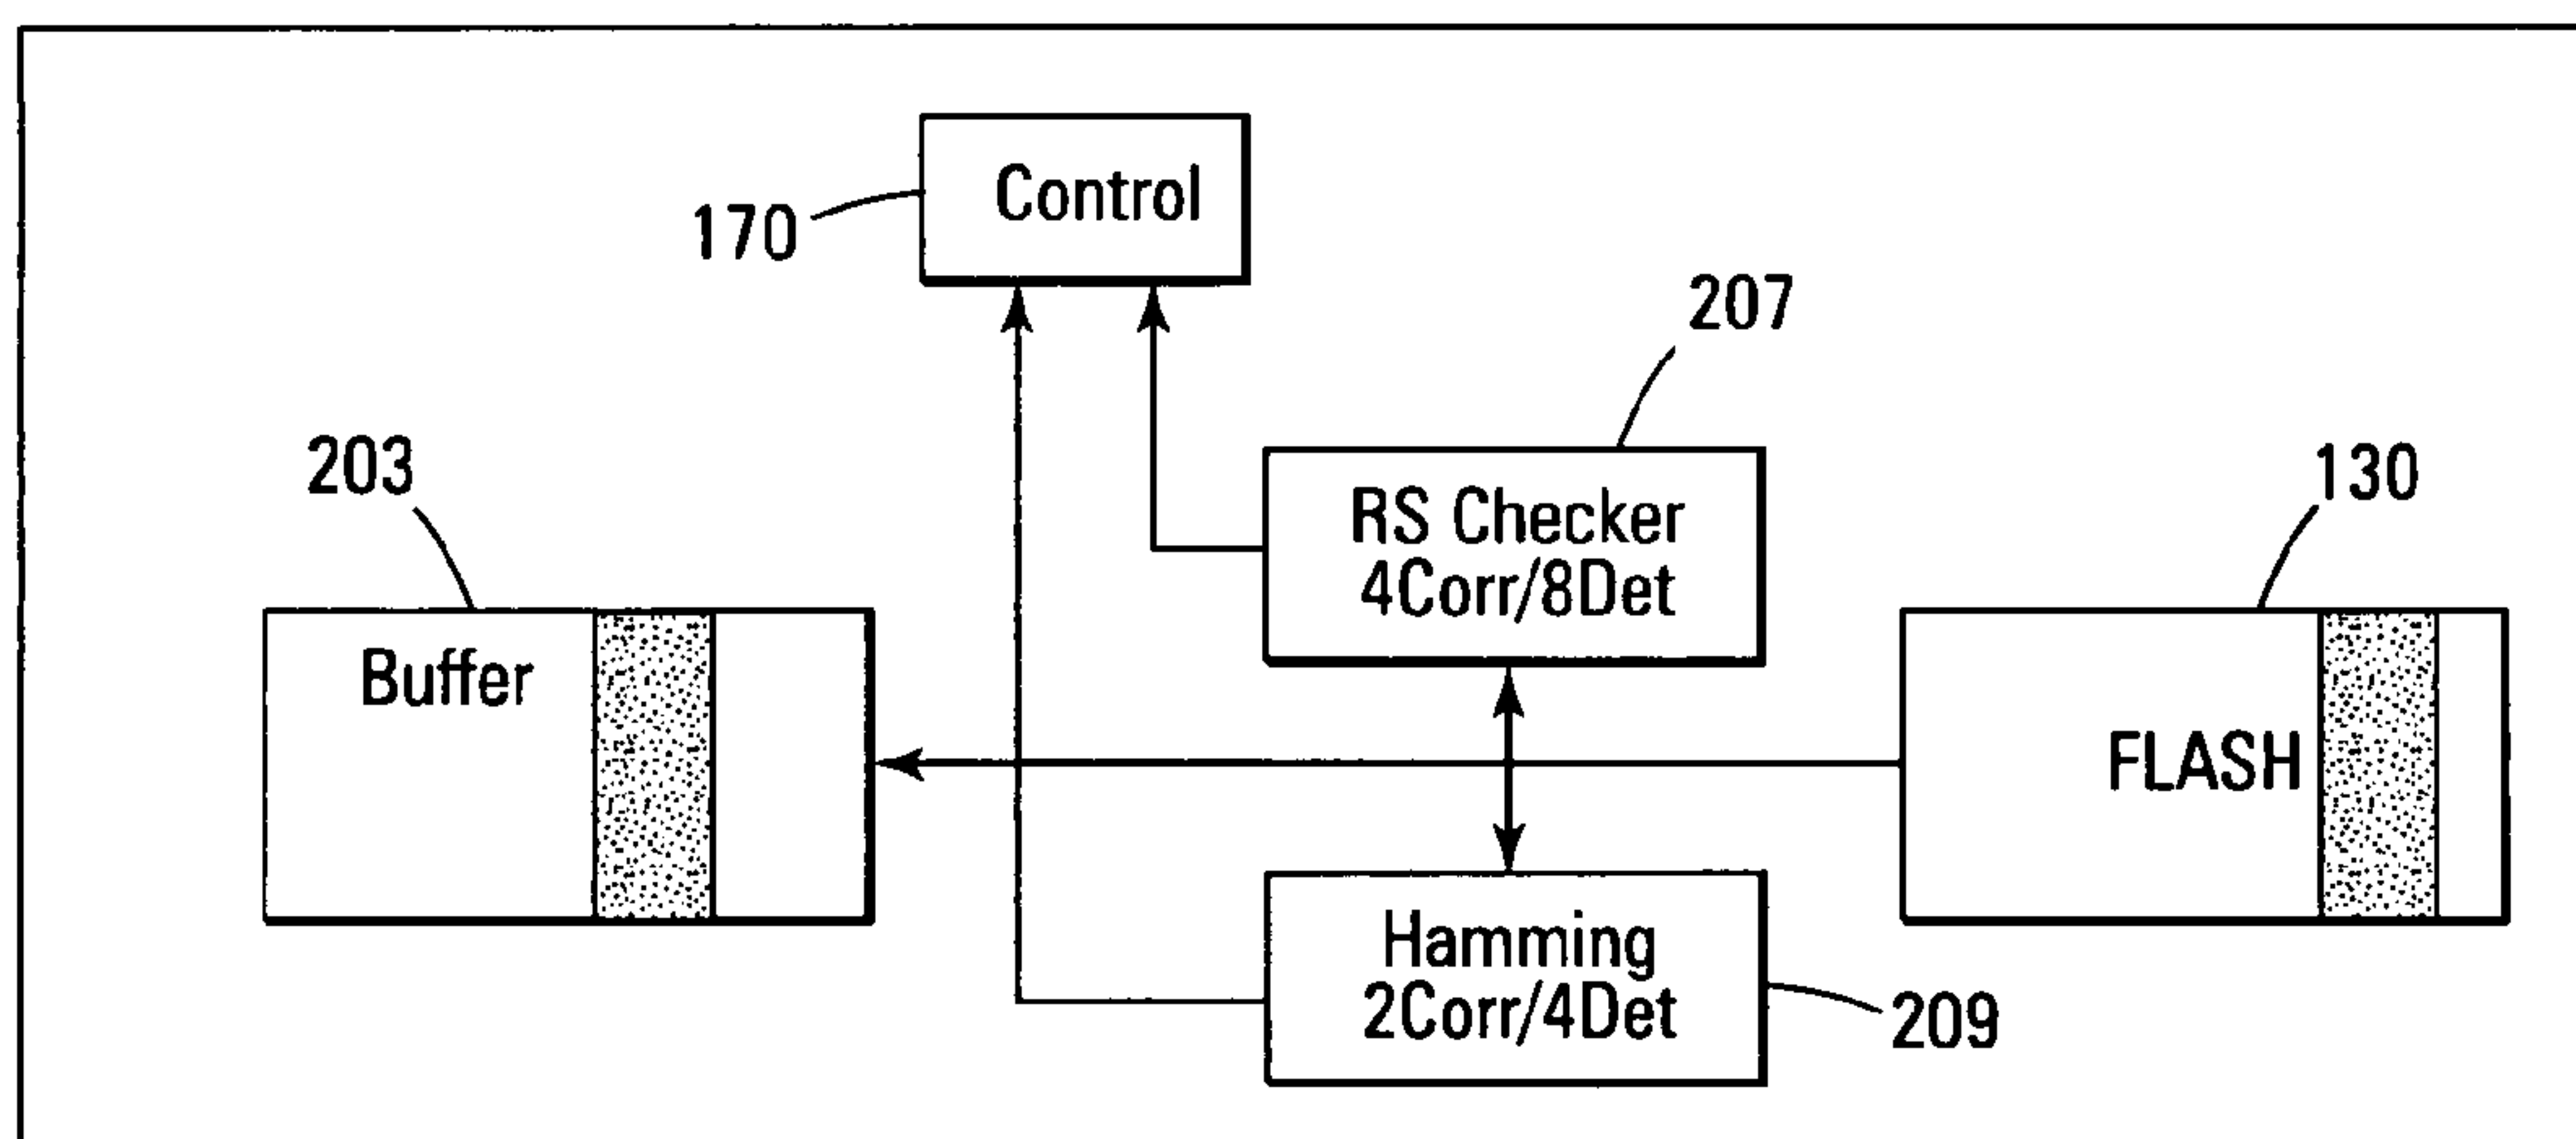 Control
170
207
203
RS Checker
4Corr/8Det
130
Buffer
FLASH
Hamming
2Corr/4Det
209